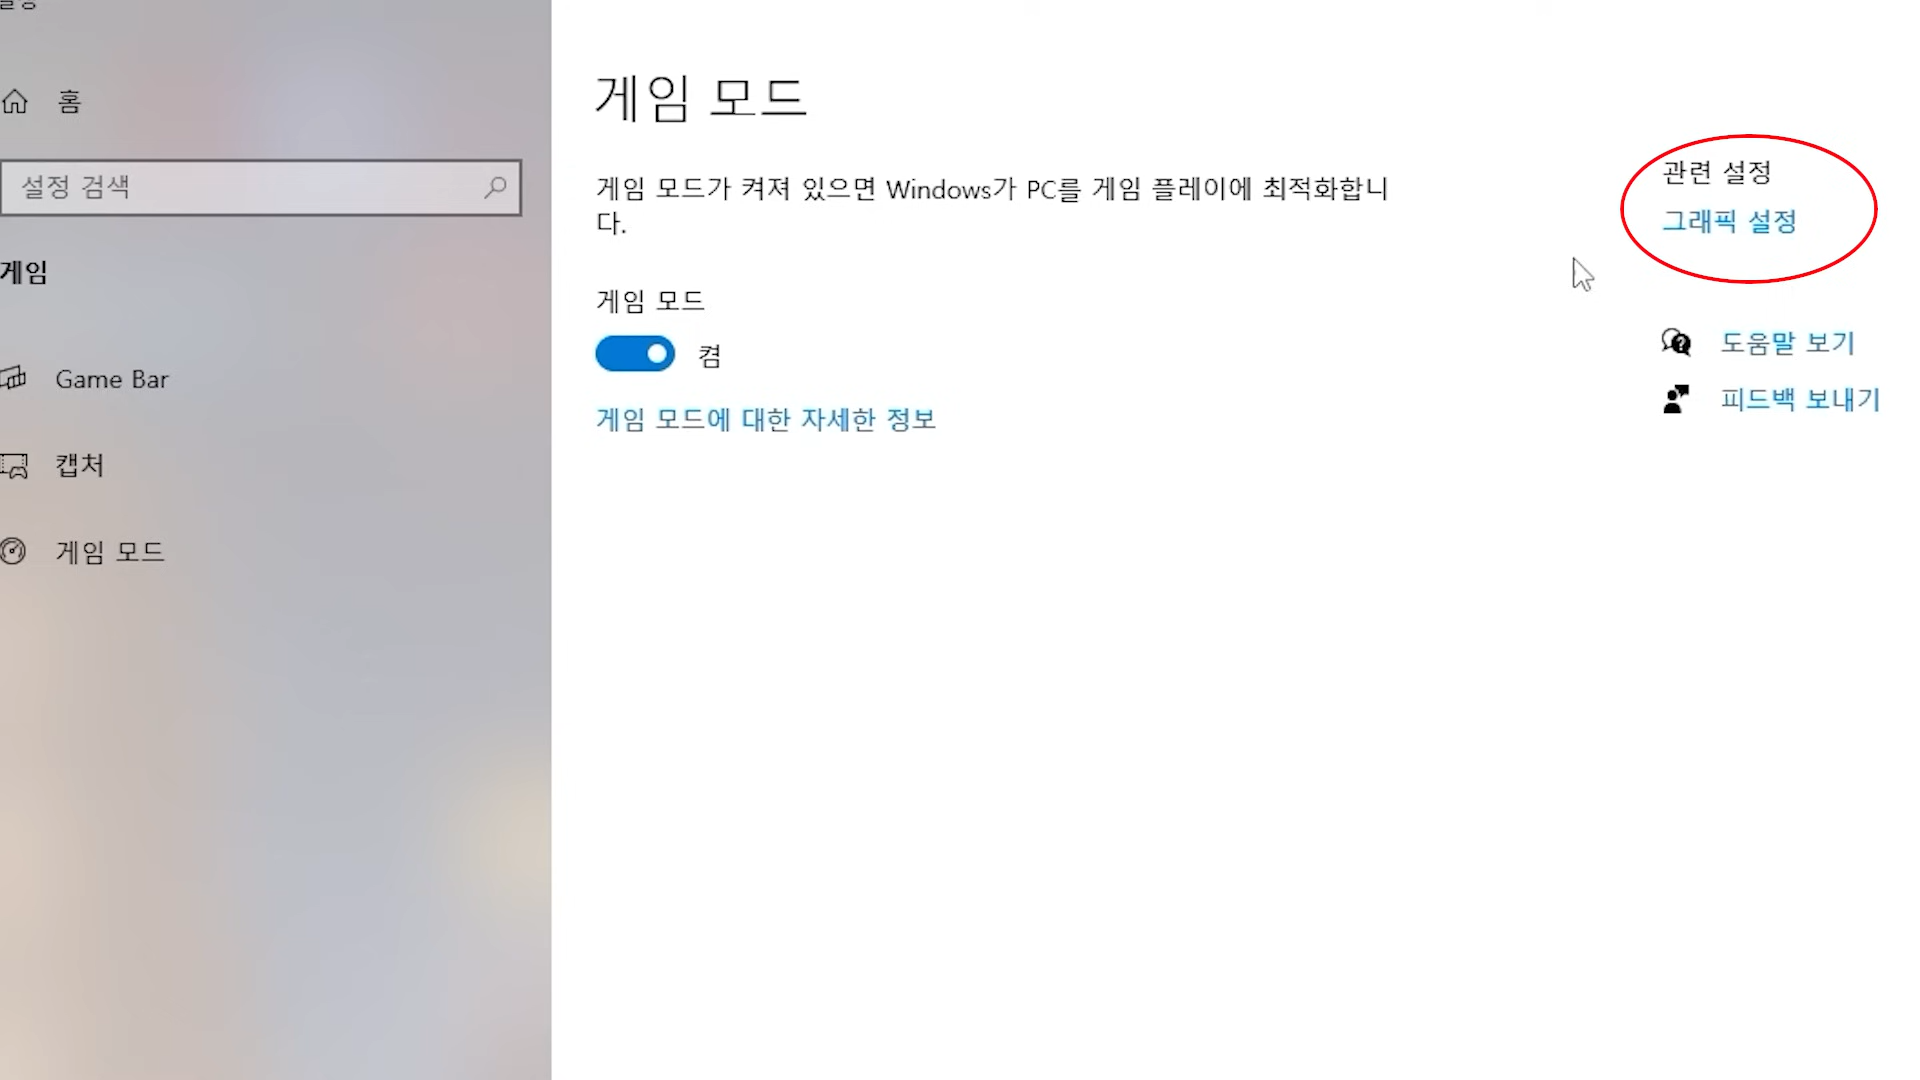 홈
설정 검색
게임
Game Bar
캡처
게임 모드
게임 모드
게임 모드가 켜져 있으면 Windows가 PC를 게임 플레이에 최적화합니
다.
게임 모드
켬
게임 모드에 대한 자세한 정보
관련 설정
그래픽 설정
도움말 보기
피드백 보내기